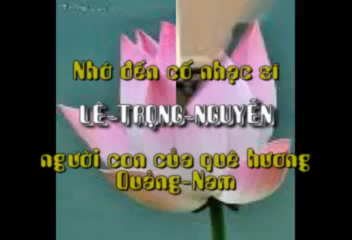 Nhớ đến cố nhạc sĩ
LÊ-TRỌNG-NGUYỄN
người con của quê hương
Quảng-Nam